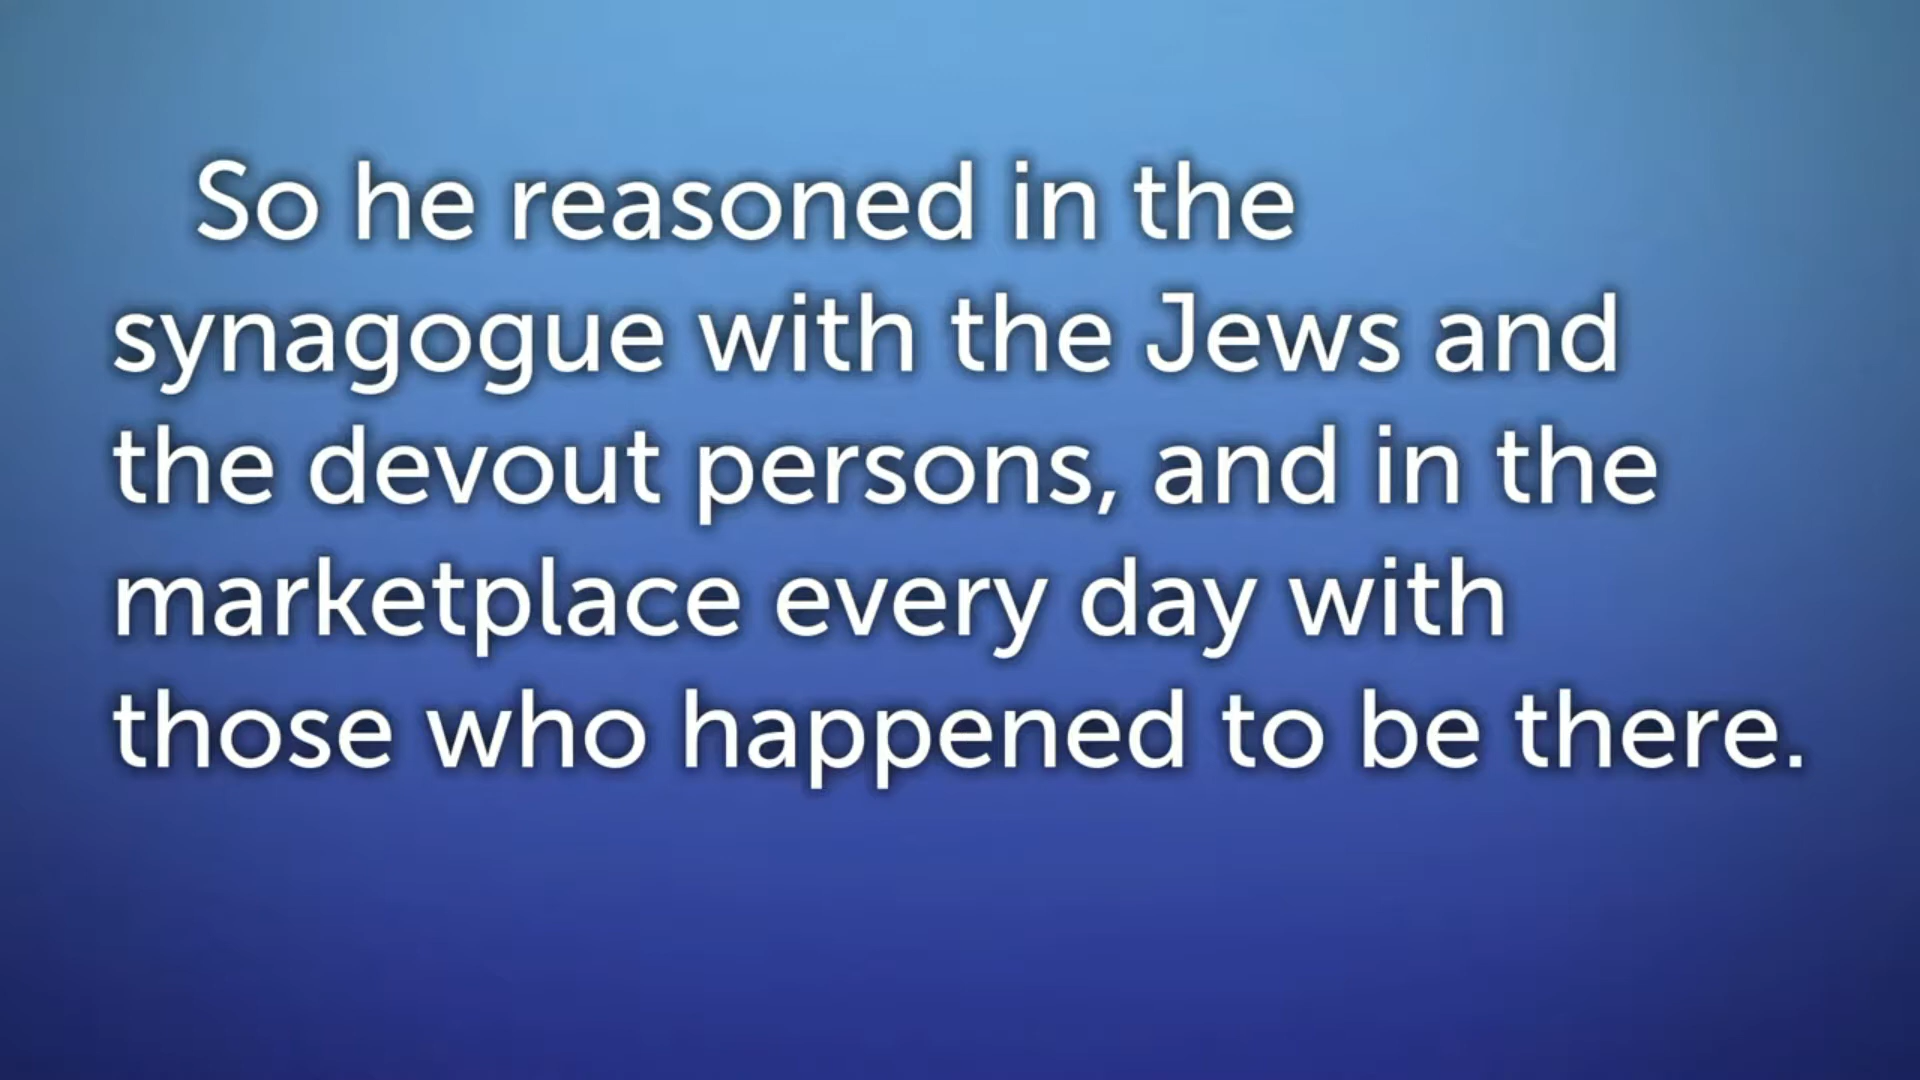 So he reasoned in the
synagogue with the Jews and
the devout persons, and in the
marketplace every day with
those who happened to be there.